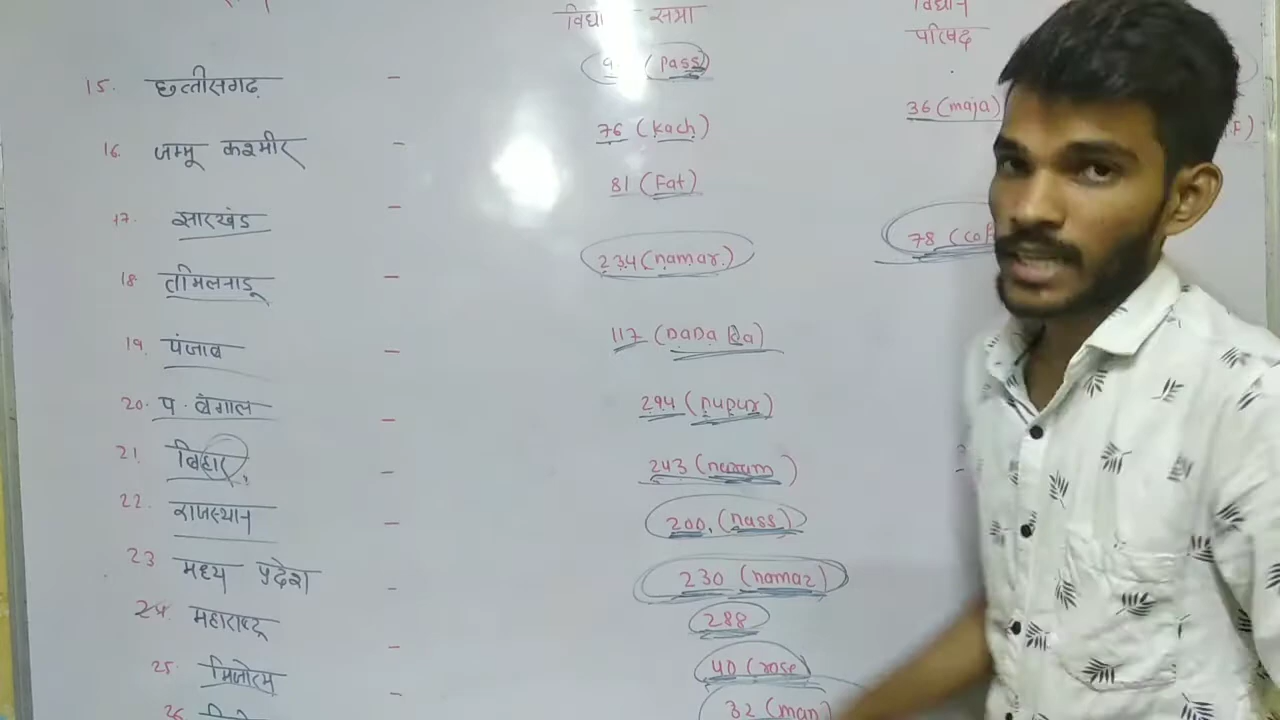 विधान
परिषद
सभा
15. छत्तीसगढ़ - (pass)
36 (maja)
16. जम्मू कश्मीर - 76 (kach)
F)
17. झारखंड - 81 (Fat)
78 (cof
18 तमिलनाडू - 234 (namar.)
19. पंजाब - 117 (DaDa
20. प. बंगाल - 294 (nupur)
21. बिहार - 243 (naram)
22. राजस्थान - 200. (nass)
23 मध्य प्रदेश - 230 (namaz)
24. महाराष्ट्र - 288
25. मिजोरम - 40 (rose
26 32 (man)